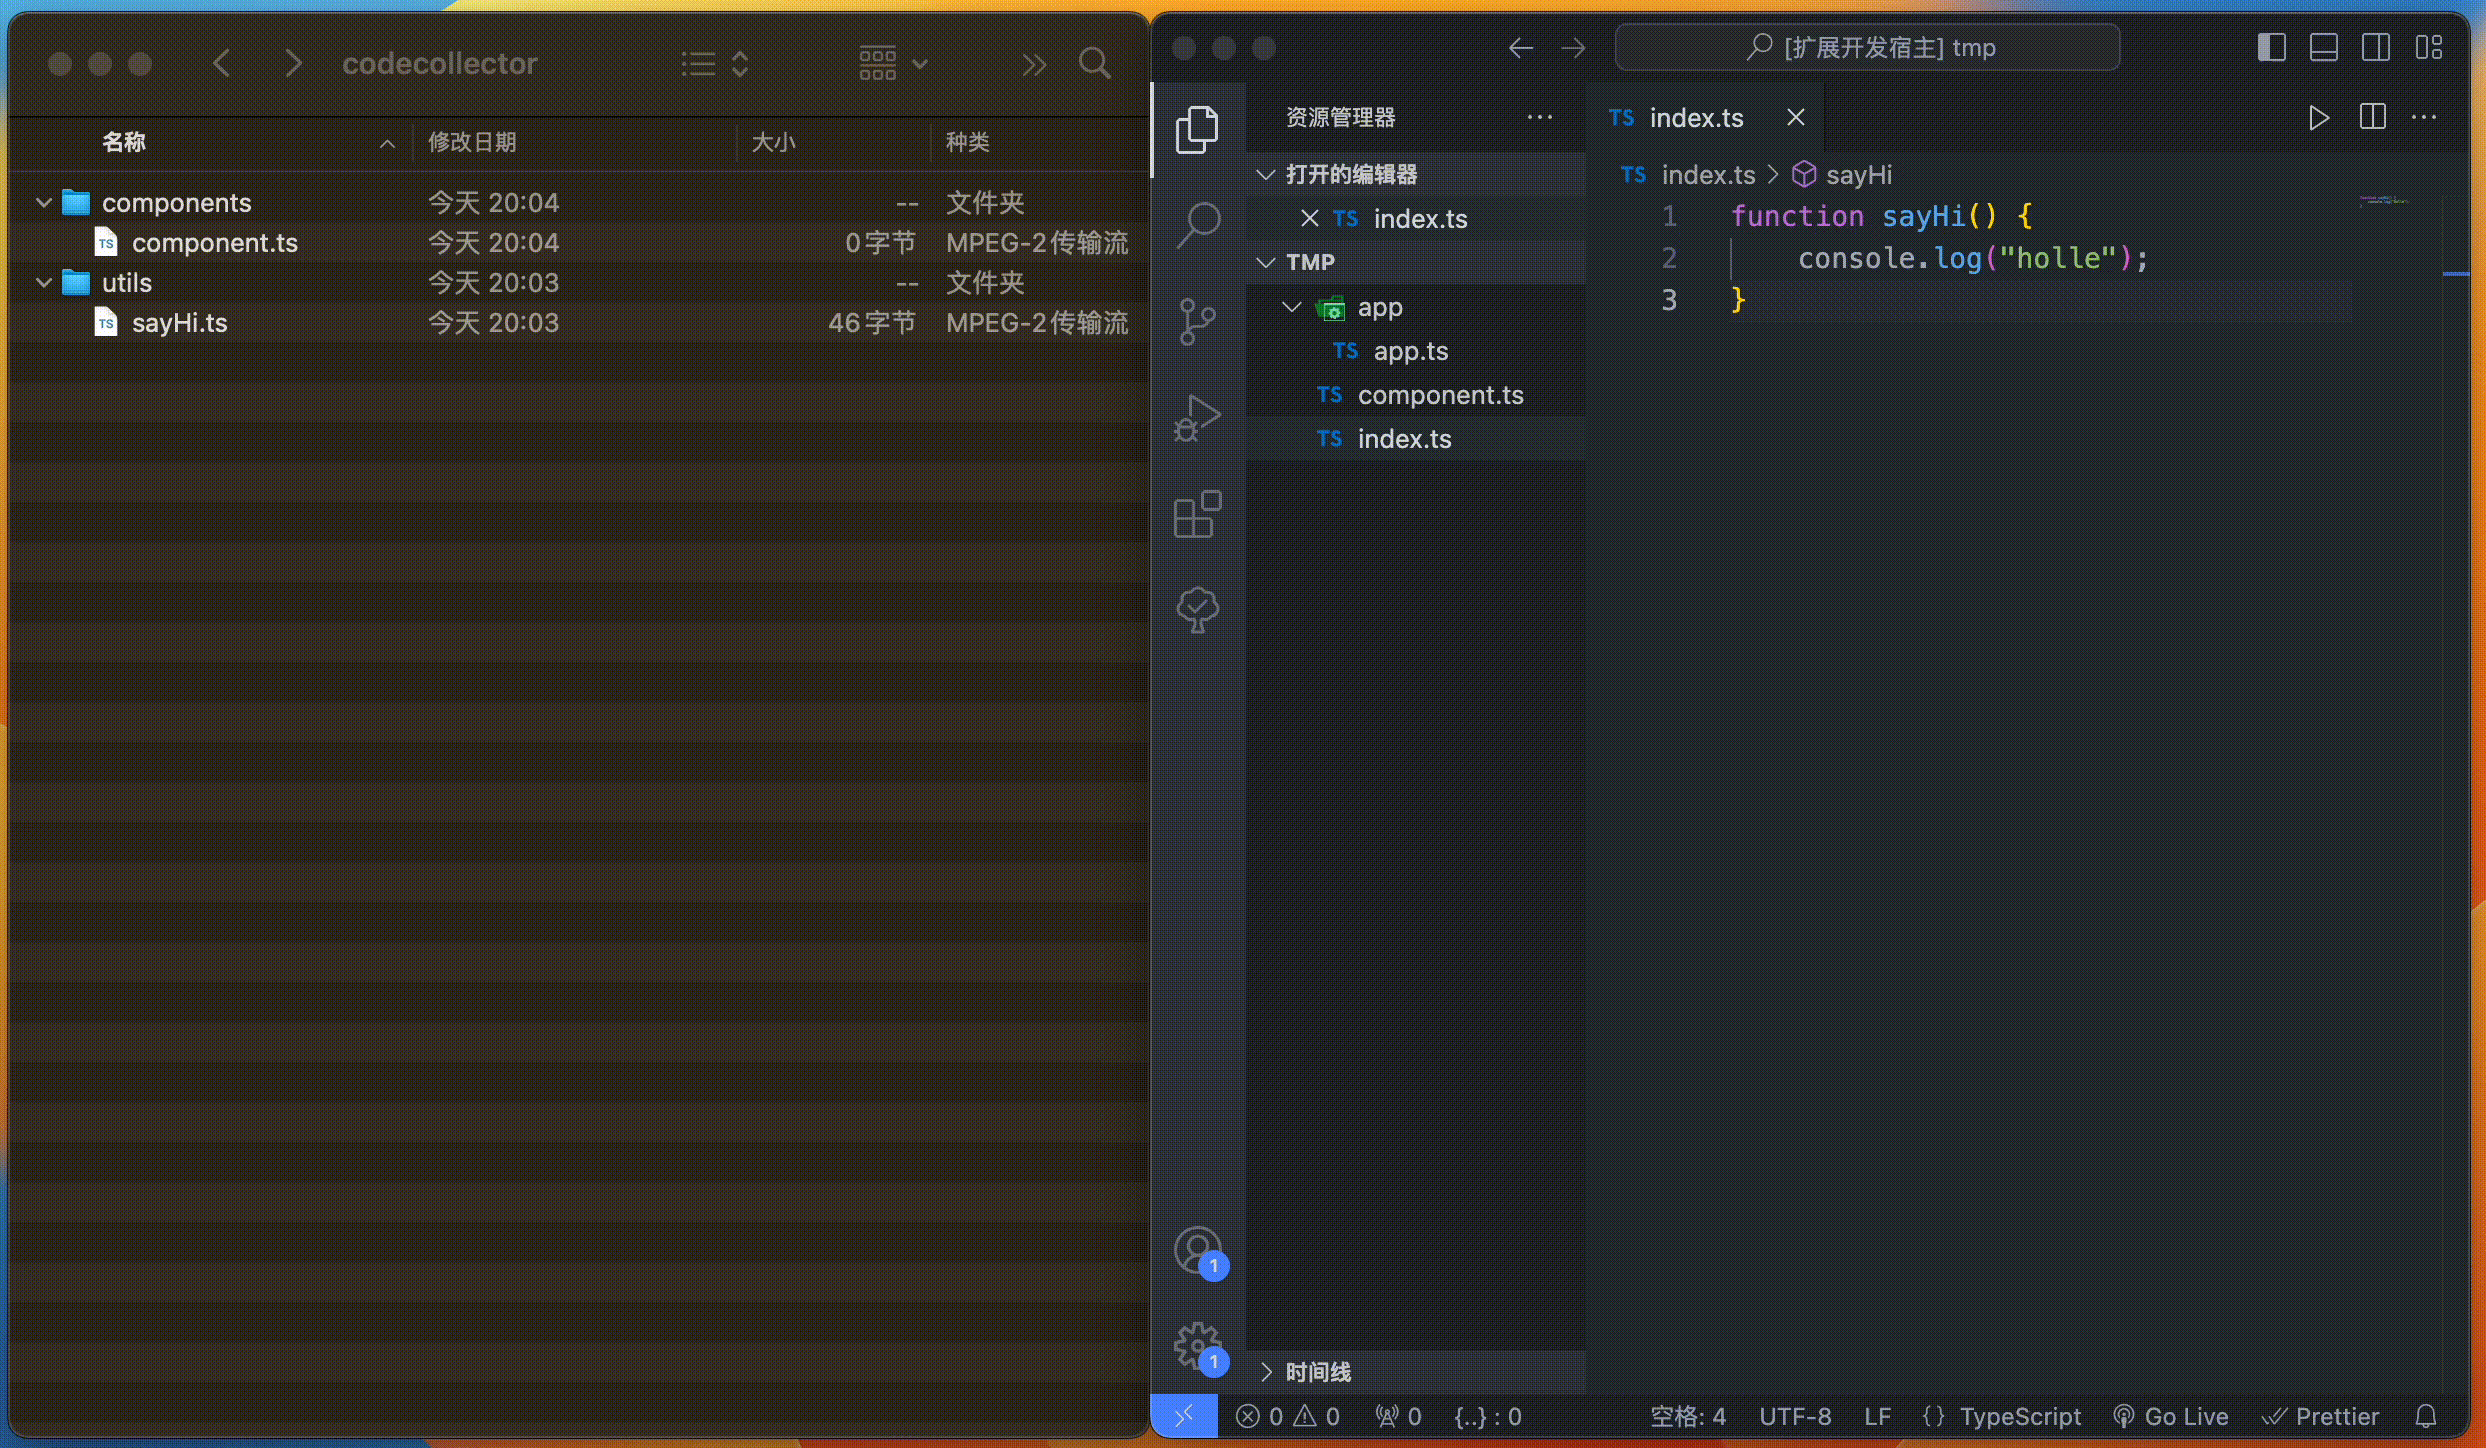 codecollector
名称 修改日期 大小 种类
components 今天 20:04 -- 文件夹
TS component.ts 今天 20:04 0字节 MPEG-2传输流
utils 今天 20:03 -- 文件夹
TS sayHi.ts 今天 20:03 46字节 MPEG-2传输流
[扩展开发宿主] tmp
资源管理器
打开的编辑器
TS index.ts
TMP
app
TS app.ts
TS component.ts
TS index.ts
时间线
1
1
TS index.ts
TS index.ts > sayHi
1 function sayHi() {
2 console.log("holle");
3 }
0 0 0 {..} : 0 空格: 4 UTF-8 LF {} TypeScript Go Live Prettier